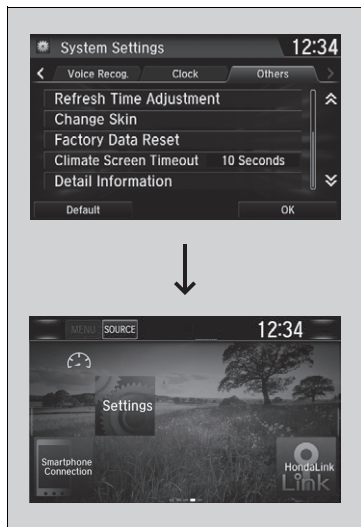 System Settings 12:34
Voice Recog. Clock Others
Refresh Time Adjustment
Change Skin
Factory Data Reset
Climate Screen Timeout 10 Seconds
Detail Information
Default OK
MENU SOURCE 12:34
Settings
Smartphone
Connection
HondaLink
Link